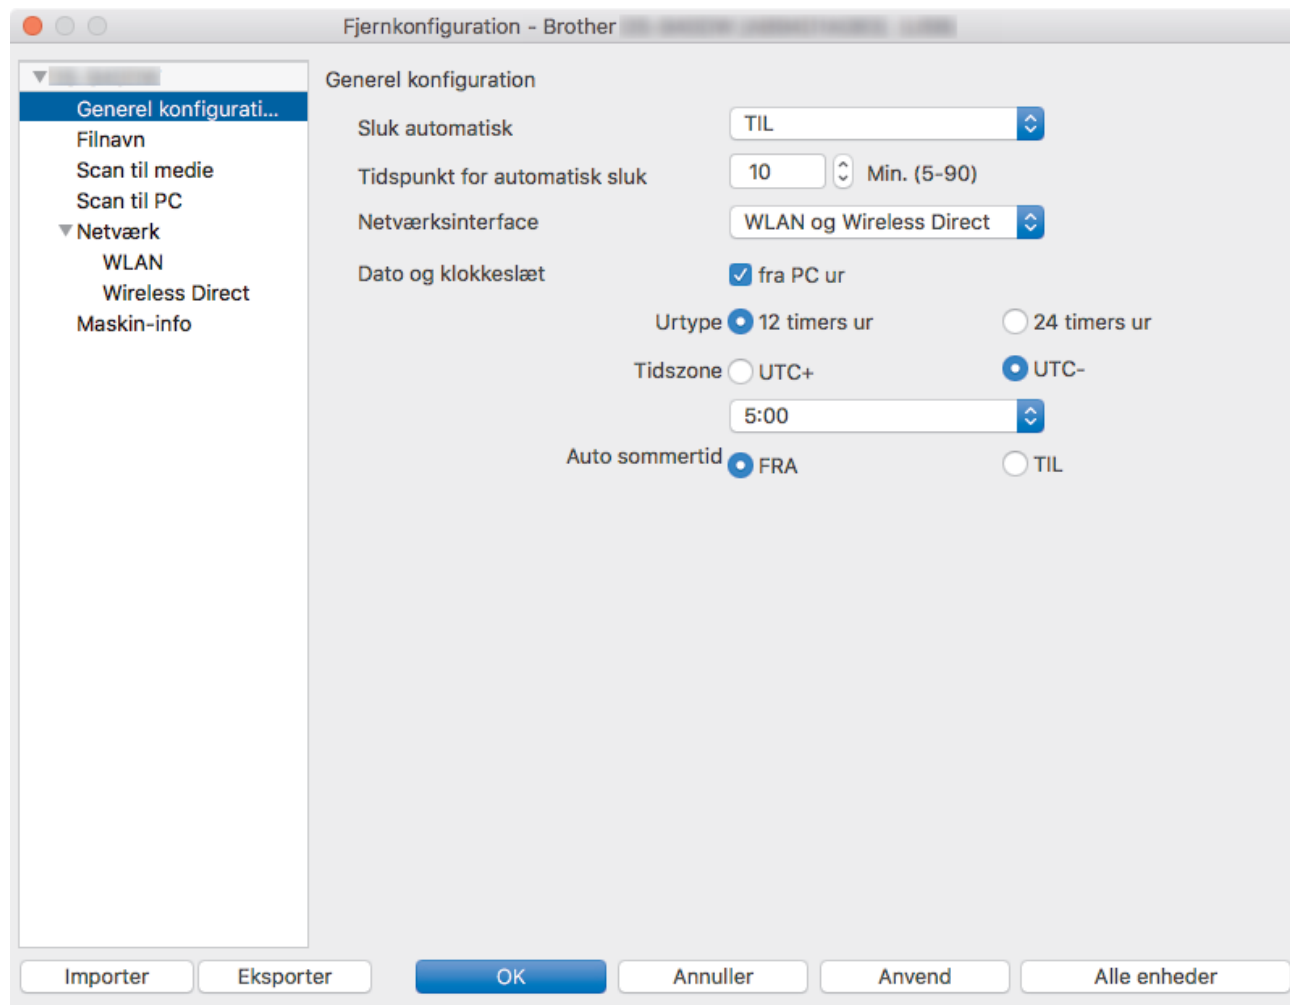 Fjernkonfiguration - Brother
Generel konfigurati...
Filnavn
Scan til medie
Scan til PC
Netværk
WLAN
Wireless Direct
Maskin-info
Generel konfiguration
Sluk automatisk TIL
Tidspunkt for automatisk sluk 10 Min. (5-90)
Netværksinterface WLAN og Wireless Direct
Dato og klokkeslæt fra PC ur
Urtype 12 timers ur 24 timers ur
Tidszone UTC+ UTC-
5:00
Auto sommertid FRA TIL
Importer Eksporter OK Annuller Anvend Alle enheder